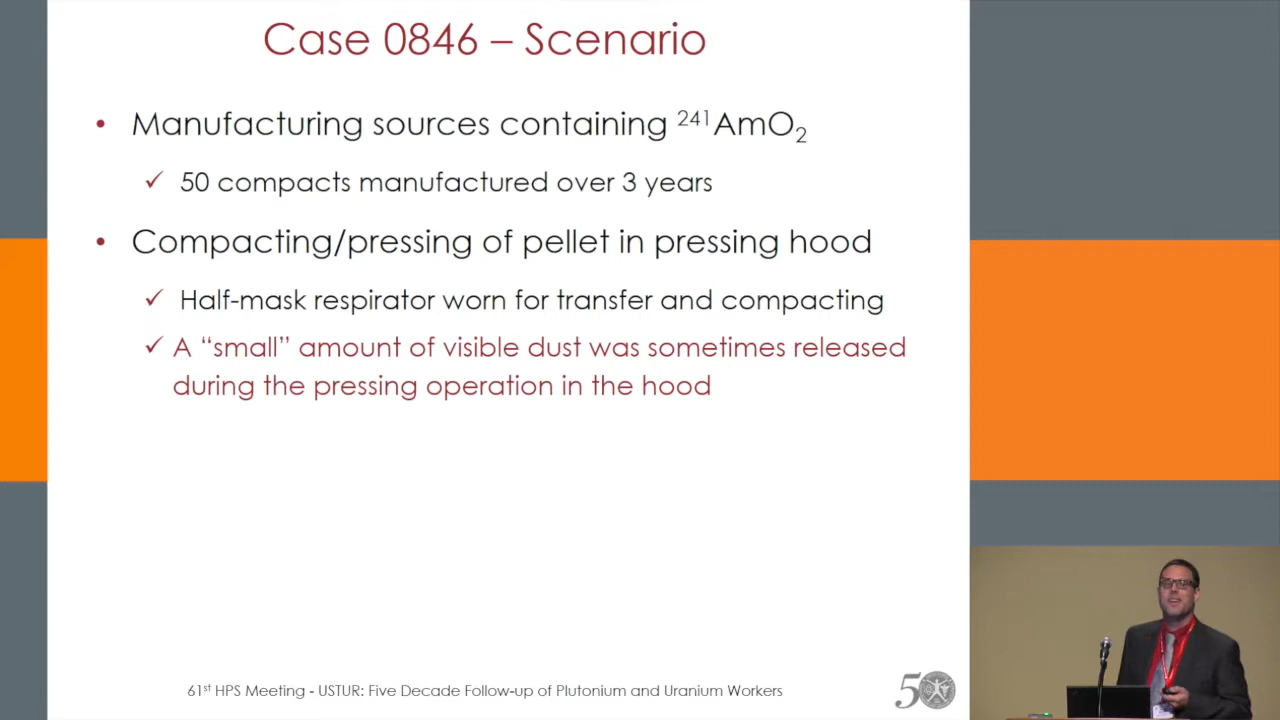 Case 0846 – Scenario
• Manufacturing sources containing ²⁴¹AmO₂
✓ 50 compacts manufactured over 3 years
• Compacting/pressing of pellet in pressing hood
✓ Half-mask respirator worn for transfer and compacting
✓ A “small” amount of visible dust was sometimes released
during the pressing operation in the hood
61st HPS Meeting - USTUR: Five Decade Follow-up of Plutonium and Uranium Workers
50